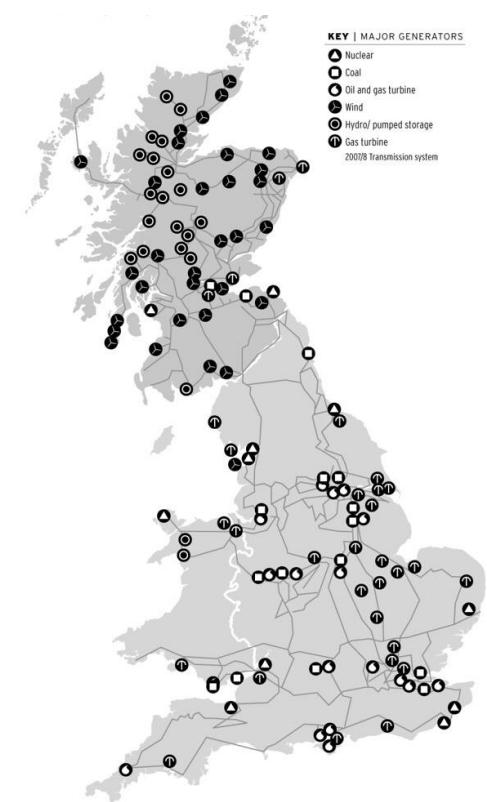 KEY | MAJOR GENERATORS
Nuclear
Coal
Oil and gas turbine
Wind
Hydro/ pumped storage
Gas turbine
2007/8 Transmission system